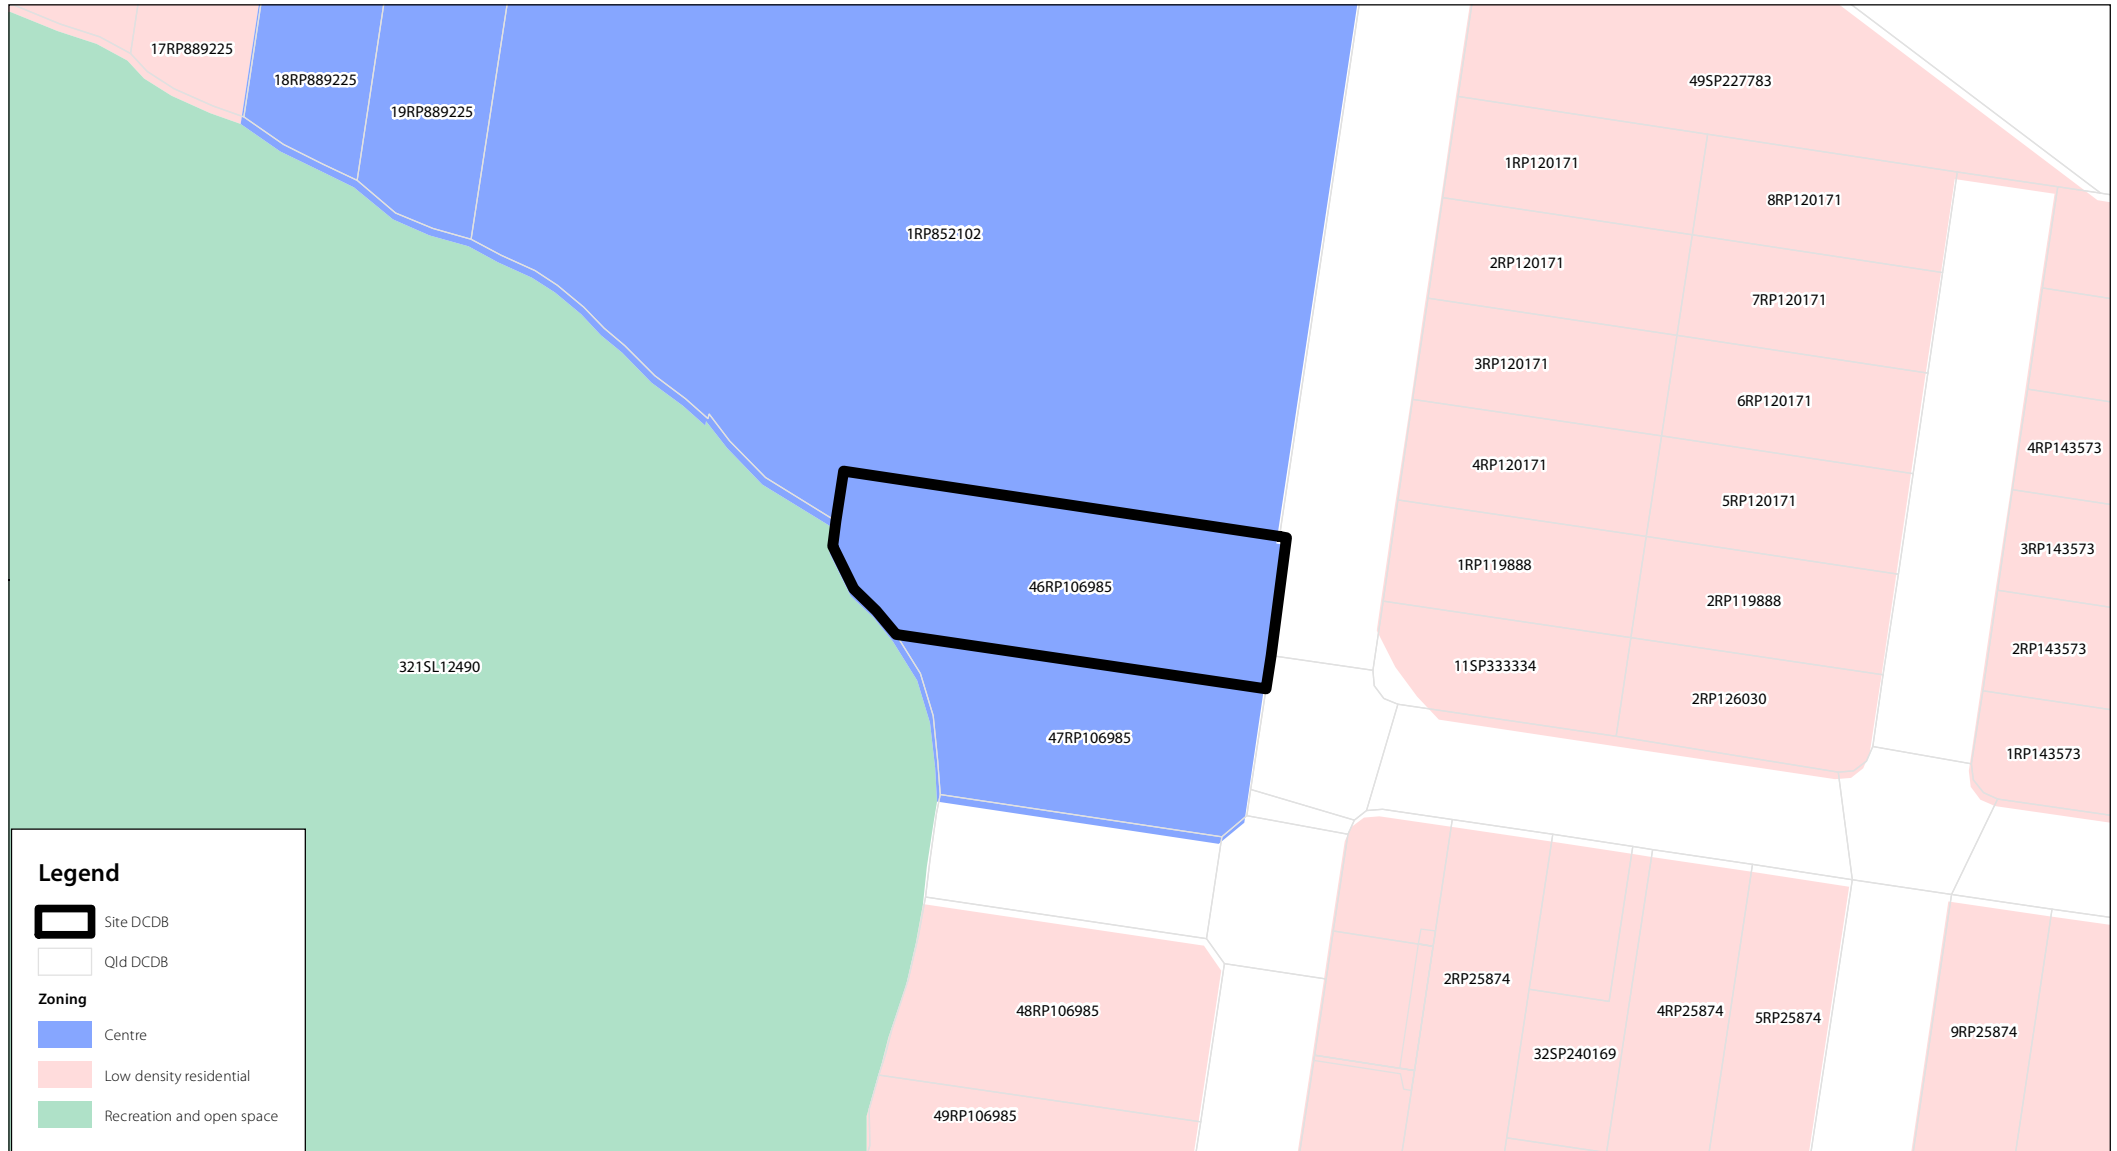 17RP889225
18RP889225
19RP889225
49SP227783
1RP120171
8RP120171
1RP852102
2RP120171
7RP120171
3RP120171
6RP120171
4RP120171
4RP143573
5RP120171
3RP143573
1RP119888
46RP106985
2RP119888
321SL12490
11SP333334
2RP143573
2RP126030
47RP106985
1RP143573
2RP25874
48RP106985
4RP25874
5RP25874
9RP25874
32SP240169
49RP106985
Legend
Site DCDB
Qld DCDB
Zoning
Centre
Low density residential
Recreation and open space